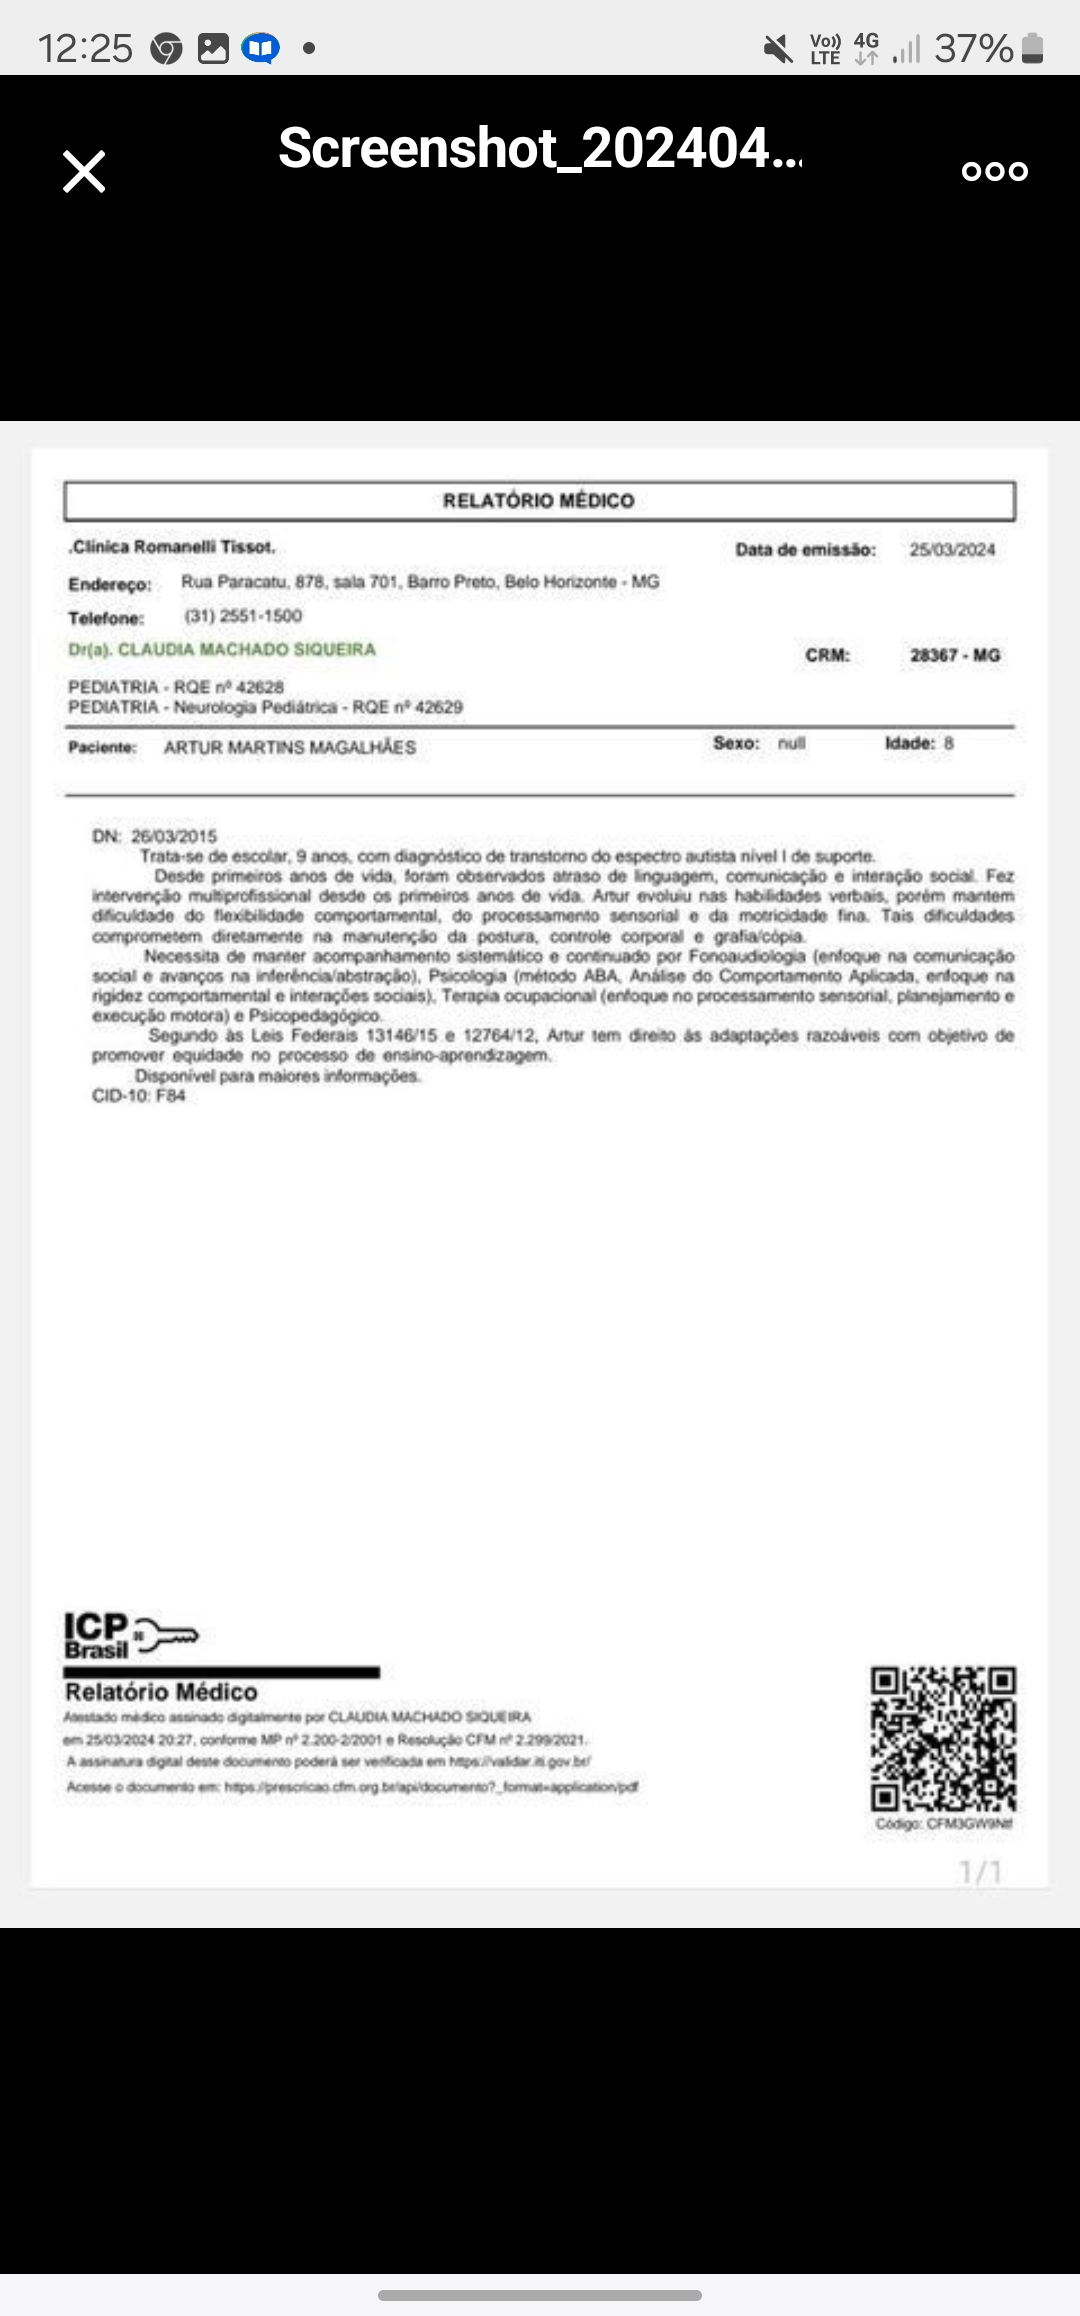 12:25
Vo)) LTE 4G 37%
Screenshot_202404...
RELATÓRIO MÉDICO
.Clínica Romanelli Tissot.
Data de emissão: 25/03/2024
Endereço: Rua Paracatu, 878, sala 701, Barro Preto, Belo Horizonte - MG
Telefone: (31) 2551-1500
Dr(a). CLAUDIA MACHADO SIQUEIRA
CRM: 28367 - MG
PEDIATRIA - RQE nº 42628
PEDIATRIA - Neurologia Pediátrica - RQE nº 42629
Paciente: ARTUR MARTINS MAGALHÃES Sexo: null Idade: 8
DN: 26/03/2015
Trata-se de escolar, 9 anos, com diagnóstico de transtorno do espectro autista nível I de suporte.
Desde primeiros anos de vida, foram observados atraso de linguagem, comunicação e interação social. Fez
intervenção multiprofissional desde os primeiros anos de vida. Artur evoluiu nas habilidades verbais, porém mantem
dificuldade do flexibilidade comportamental, do processamento sensorial e da motricidade fina. Tais dificuldades
comprometem diretamente na manutenção da postura, controle corporal e grafia/cópia.
Necessita de manter acompanhamento sistemático e continuado por Fonoaudiologia (enfoque na comunicação
social e avanços na inferência/abstração), Psicologia (método ABA, Análise do Comportamento Aplicada, enfoque na
rigidez comportamental e interações sociais), Terapia ocupacional (enfoque no processamento sensorial, planejamento e
execução motora) e Psicopedagógico.
Segundo às Leis Federais 13146/15 e 12764/12, Artur tem direito às adaptações razoáveis com objetivo de
promover equidade no processo de ensino-aprendizagem.
Disponível para maiores informações.
CID-10: F84
ICP
Brasil
Relatório Médico
Atestado médico assinado digitalmente por CLAUDIA MACHADO SIQUEIRA
em 25/03/2024 20:27, conforme MP nº 2.200-2/2001 e Resolução CFM nº 2.299/2021.
A assinatura digital deste documento poderá ser verificada em https://validar.iti.gov.br/
Acesse o documento em: https://prescricao.cfm.org.br/api/documento?_format=application/pdf
Código:
1/1